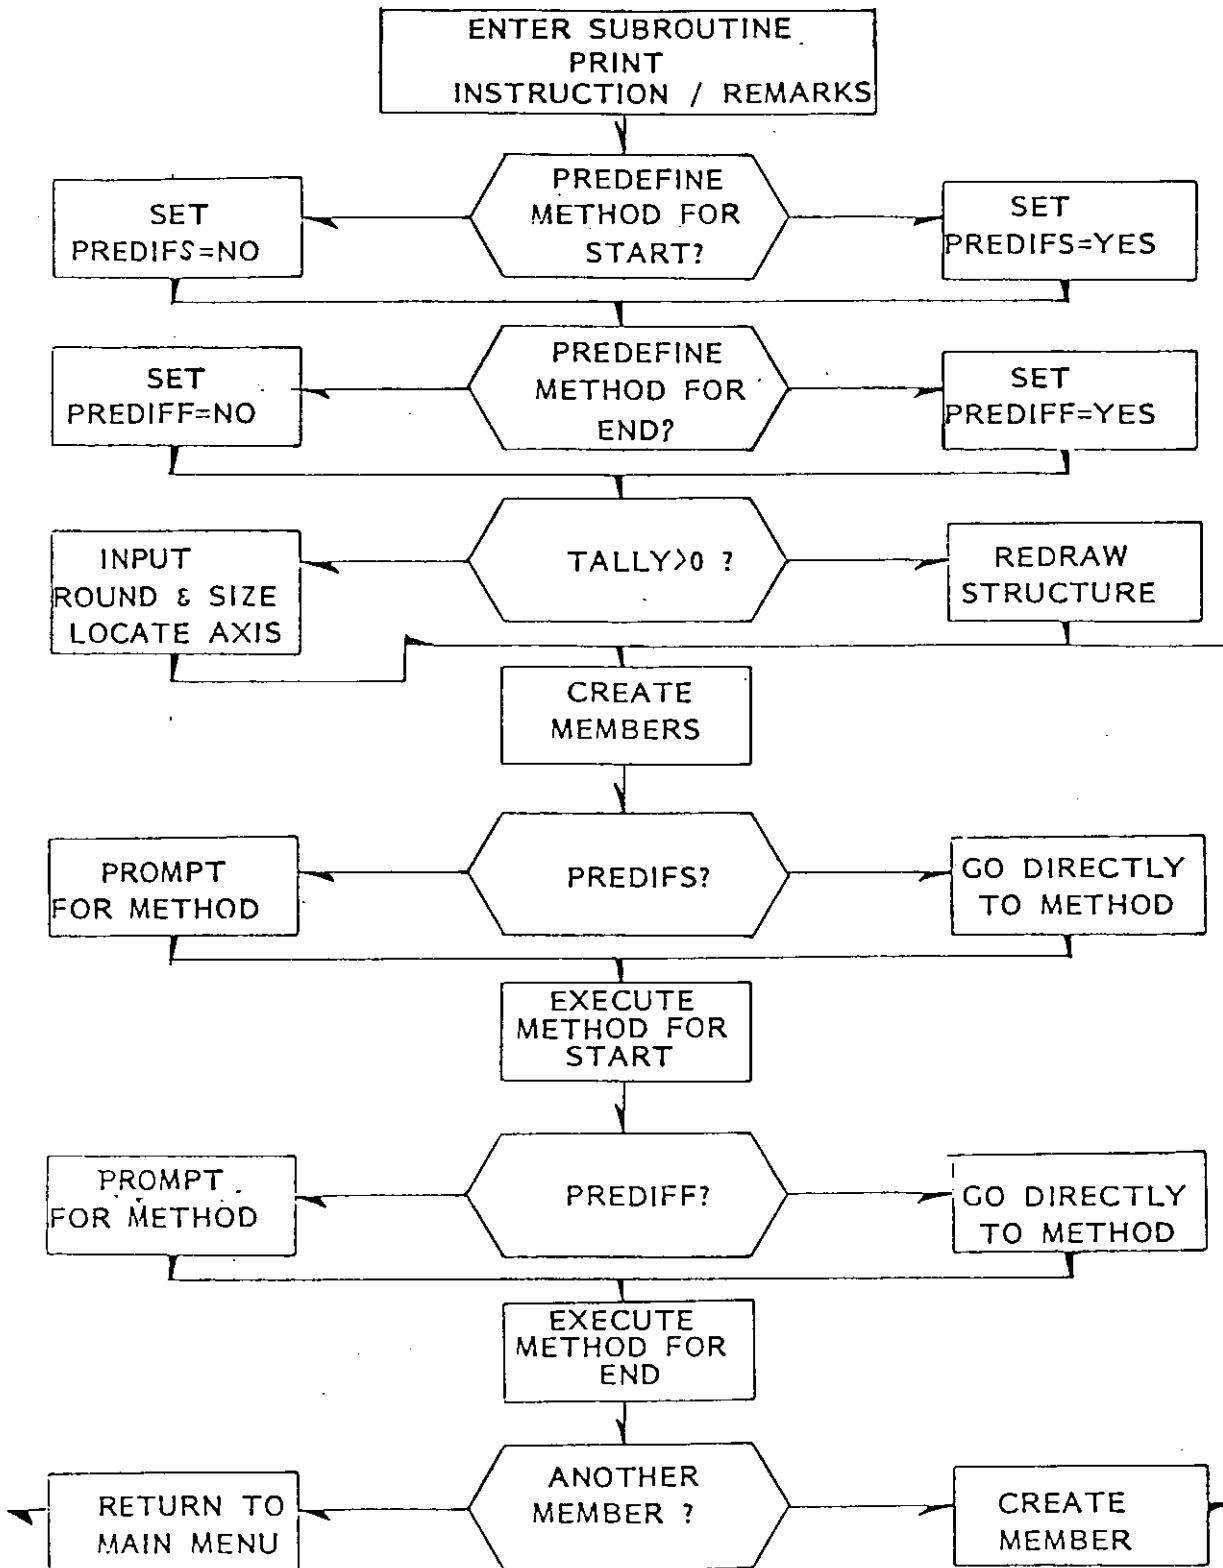 ENTER SUBROUTINE
PRINT
INSTRUCTION / REMARKS
PREDEFINE
METHOD FOR
START?
SET
PREDIFS=NO
SET
PREDIFS=YES
PREDEFINE
METHOD FOR
END?
SET
PREDIFF=NO
SET
PREDIFF=YES
TALLY>0 ?
INPUT
ROUND & SIZE
LOCATE AXIS
REDRAW
STRUCTURE
CREATE
MEMBERS
PREDIFS?
PROMPT
FOR METHOD
GO DIRECTLY
TO METHOD
EXECUTE
METHOD FOR
START
PREDIFF?
PROMPT
FOR METHOD
GO DIRECTLY
TO METHOD
EXECUTE
METHOD FOR
END
ANOTHER
MEMBER ?
RETURN TO
MAIN MENU
CREATE
MEMBER